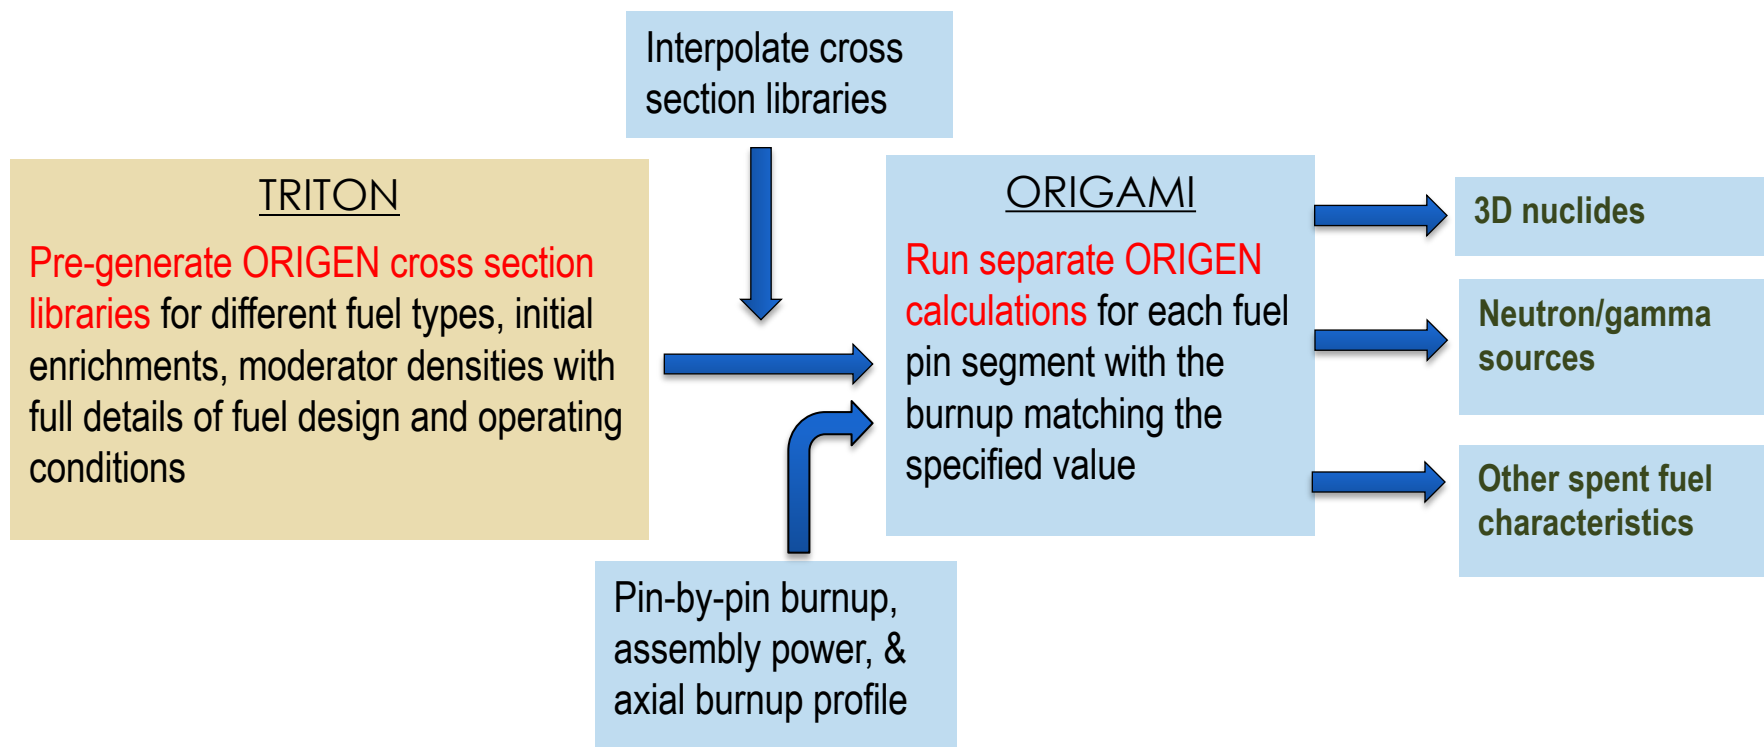 Interpolate cross
section libraries
TRITON
Pre-generate ORIGEN cross section
libraries for different fuel types, initial
enrichments, moderator densities with
full details of fuel design and operating
conditions
ORIGAMI
Run separate ORIGEN
calculations for each fuel
pin segment with the
burnup matching the
specified value
3D nuclides
Neutron/gamma
sources
Other spent fuel
characteristics
Pin-by-pin burnup,
assembly power, &
axial burnup profile